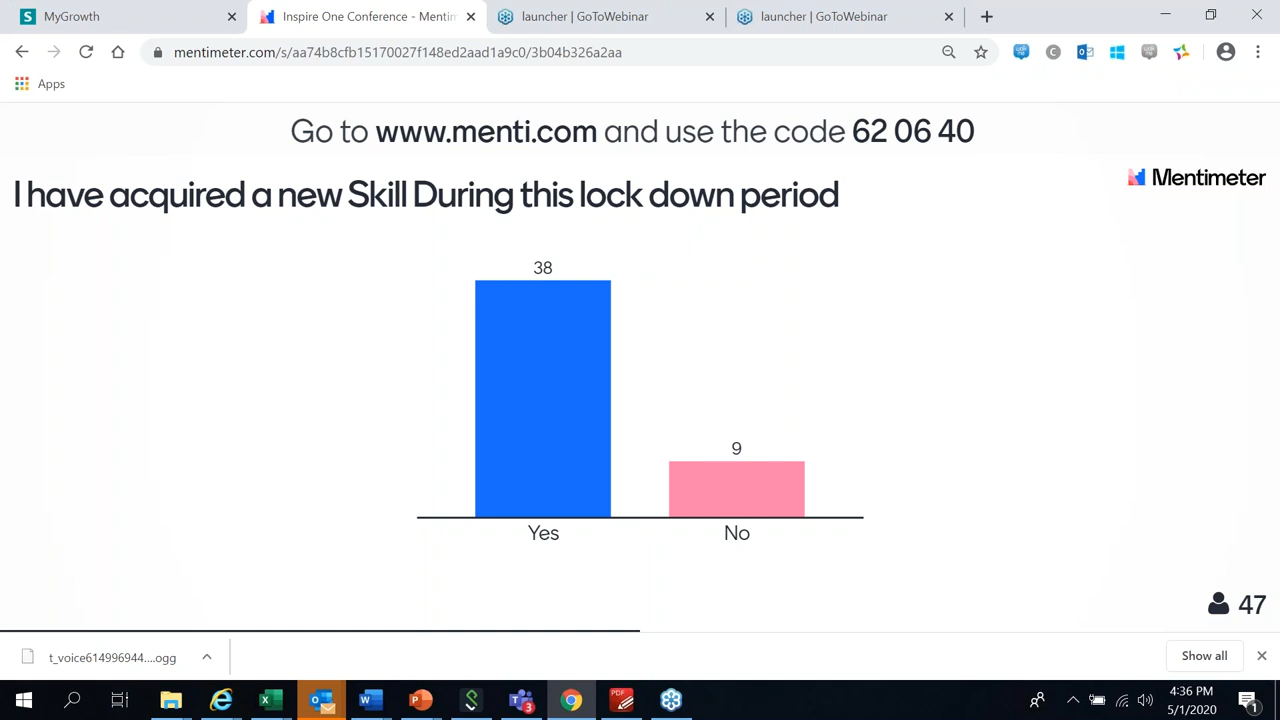 MyGrowth
Inspire One Conference - Mentim
launcher | GoToWebinar
launcher | GoToWebinar
mentimeter.com/s/aa74b8cfb15170027f148ed2aad1a9c0/3b04b326a2aa
Apps
Go to www.menti.com and use the code 62 06 40
Mentimeter
I have acquired a new Skill During this lock down period
38
9
Yes
No
47
t_voice614996944....ogg
Show all
4:36 PM
5/1/2020